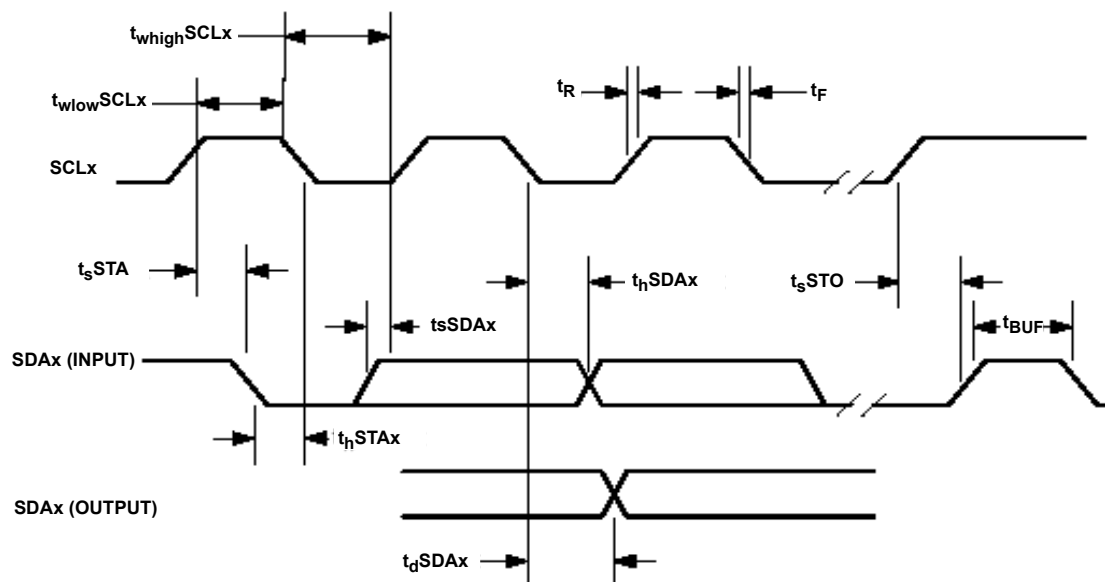 twhighSCLx
twlowSCLx
tR
tF
SCLx
tsSTA
thSDAx
tsSTO
tsSDAx
tBUF
SDAx (INPUT)
thSTAx
SDAx (OUTPUT)
tdSDAx